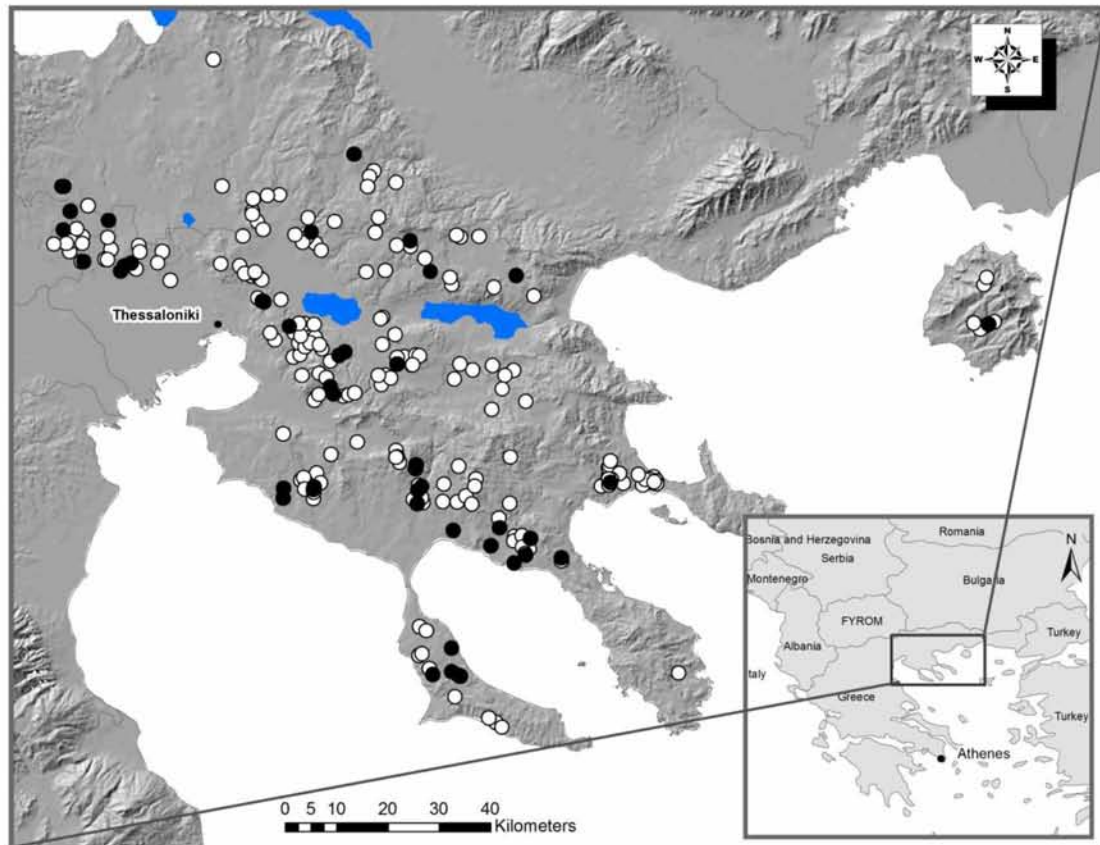 N
W E
S
Thessaloniki
0 5 10 20 30 40
Kilometers
Romania
Bosnia and Herzegovina
N
Serbia
Montenegro
Bulgaria
FYROM
Albania
Turkey
Italy
Greece
Turkey
Athenes